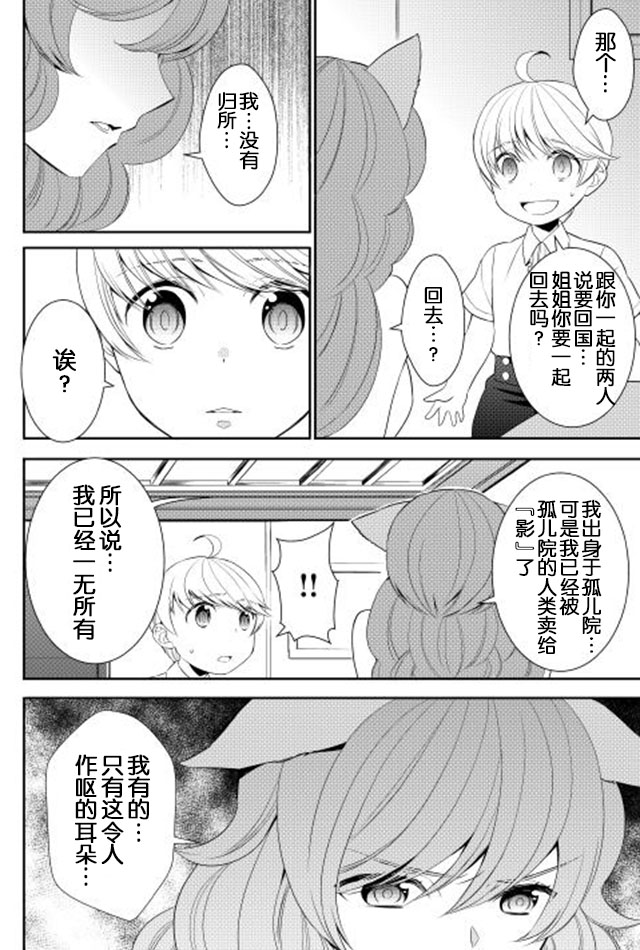 那个…
跟你一起的两人
说要回国…
姐姐你要一起
回去吗？
回去…？
我…没有
归所…
诶？
我出身于孤儿院…
可是我已经被
孤儿院的人类卖给
『影』了
!!
所以说…
我已经一无所有
我有的…
只有这令人
作呕的耳朵…